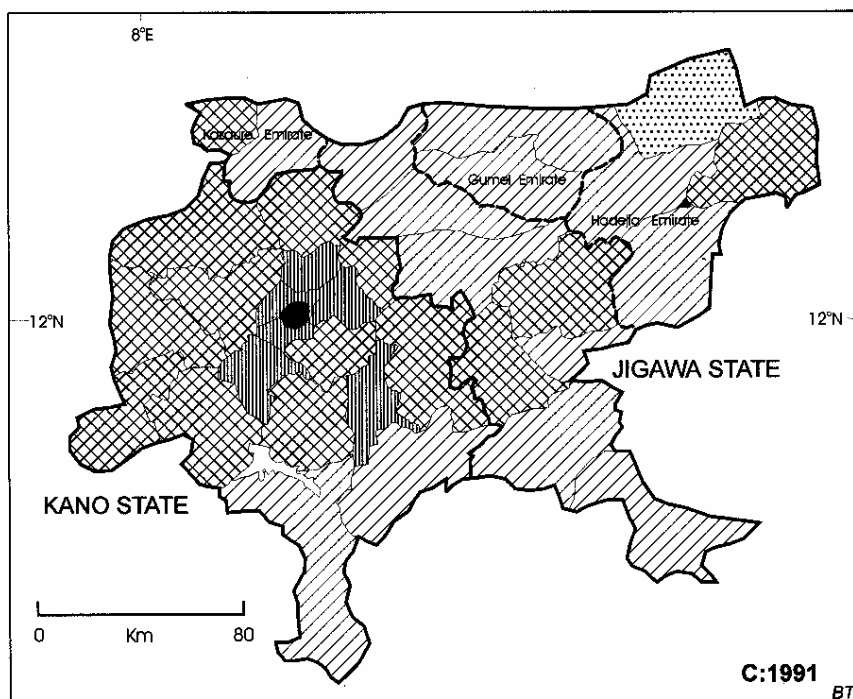 8°E
Kazaure Emirate
Gumel Emirate
Hadejia Emirate
12°N
12°N
JIGAWA STATE
KANO STATE
0 Km 80
C:1991
BT